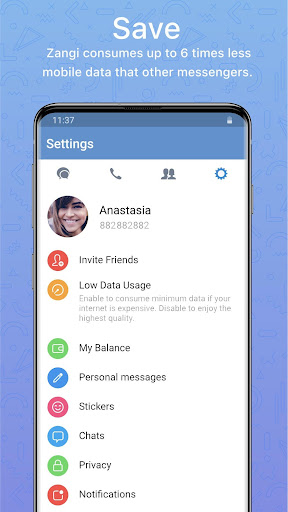 Save
Zangi consumes up to 6 times less
mobile data that other messengers.
11:37
Settings
Anastasia
882882882
Invite Friends
Low Data Usage
Enable to consume minimum data if your
internet is expensive. Disable to enjoy the
highest quality.
My Balance
Personal messages
Stickers
Chats
Privacy
Notifications